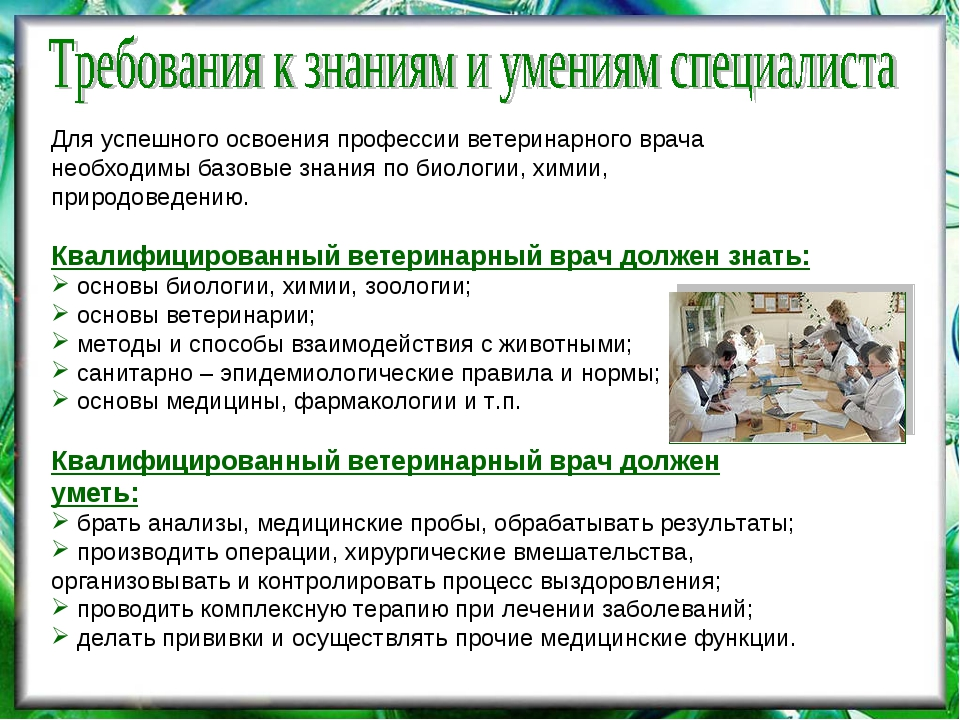 Требования к знаниям и умениям специалиста
Для успешного освоения профессии ветеринарного врача
необходимы базовые знания по биологии, химии,
природоведению.
Квалифицированный ветеринарный врач должен знать:
основы биологии, химии, зоологии;
основы ветеринарии;
методы и способы взаимодействия с животными;
санитарно – эпидемиологические правила и нормы;
основы медицины, фармакологии и т.п.
Квалифицированный ветеринарный врач должен
уметь:
брать анализы, медицинские пробы, обрабатывать результаты;
производить операции, хирургические вмешательства,
организовывать и контролировать процесс выздоровления;
проводить комплексную терапию при лечении заболеваний;
делать прививки и осуществлять прочие медицинские функции.